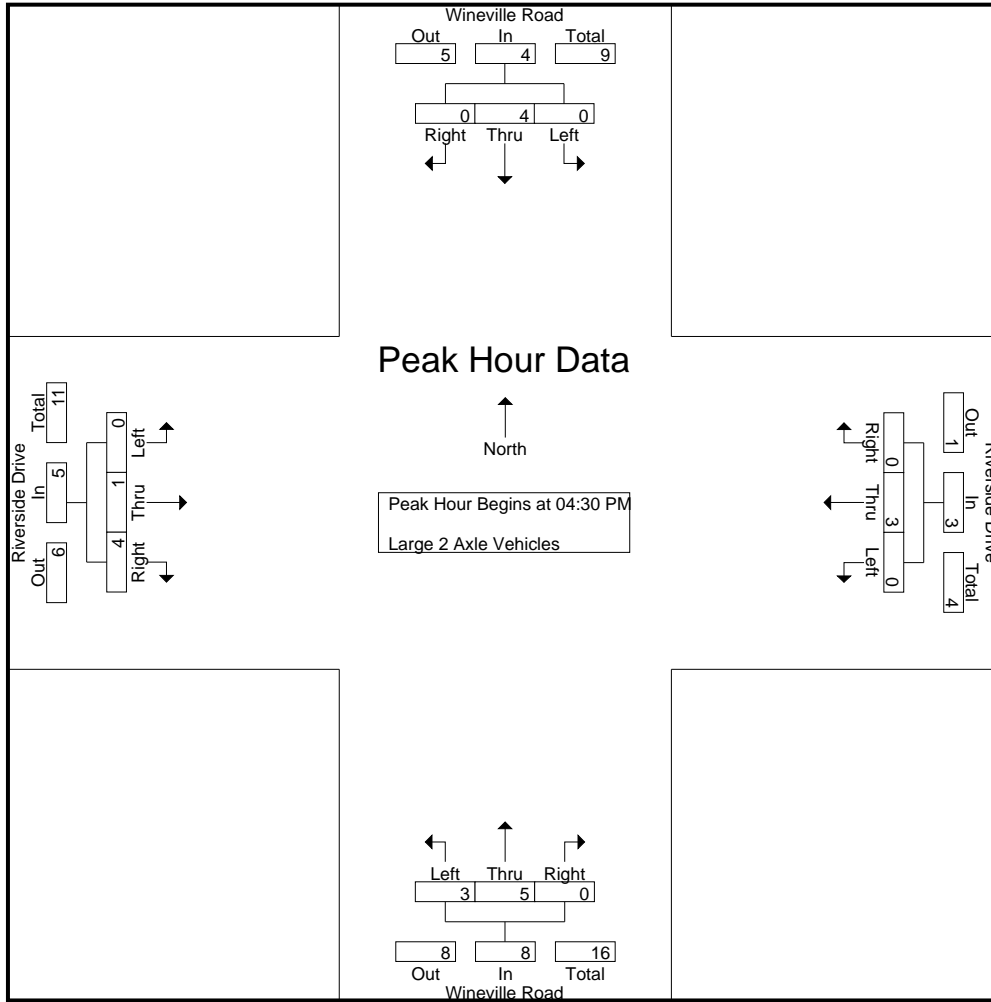 Wineville Road
Out In Total
5 4 9
0 4 0
Right Thru Left
Peak Hour Data
North
Peak Hour Begins at 04:30 PM
Large 2 Axle Vehicles
Riverside Drive
Out In Total
6 5 11
Right Thru Left
4 1 0
Riverside Drive
Out In Total
1 3 4
Right Thru Left
0 3 0
Left Thru Right
3 5 0
8 8 16
Out In Total
Wineville Road